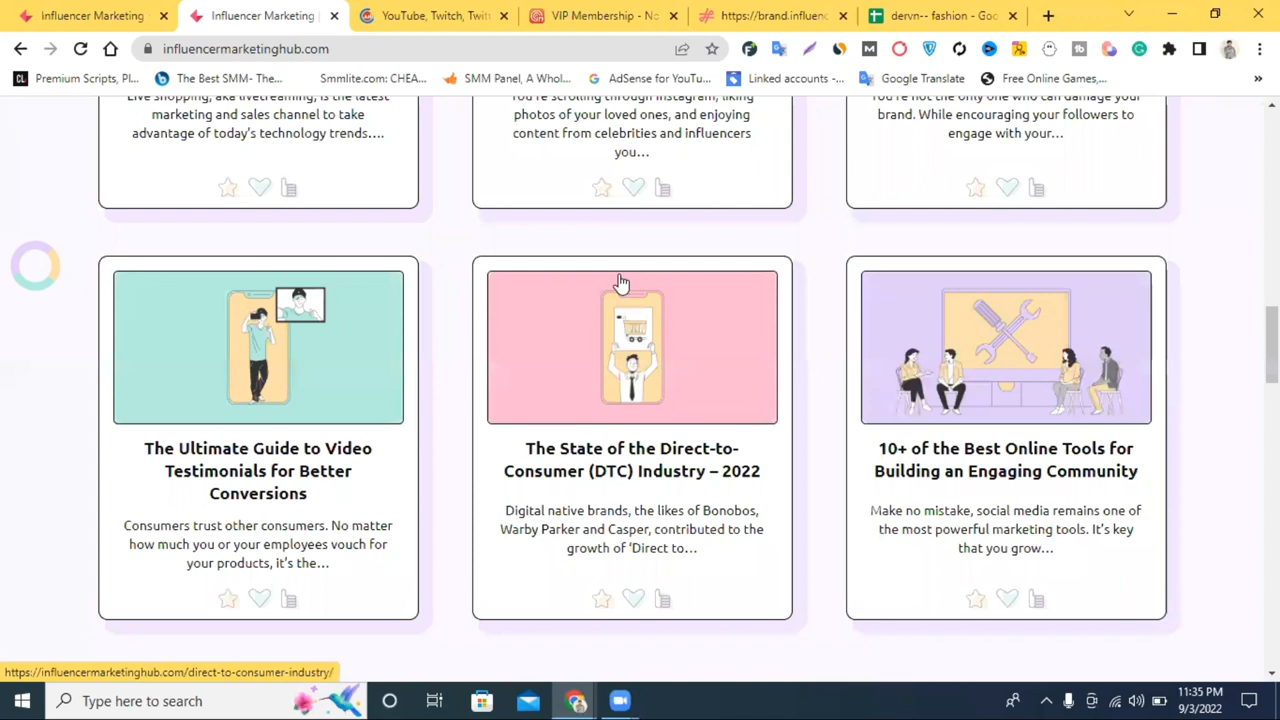 Influencer Marketing
Influencer Marketing |
YouTube, Twitch, Twitt
VIP Membership - No
https://brand.influenc
dervn-- fashion - Goo
influencermarketinghub.com
Premium Scripts, Pl...
The Best SMM- The...
Smmlite.com: CHEA...
SMM Panel, A Whol...
AdSense for YouTu...
Linked accounts -...
Google Translate
Free Online Games,...
»
Live shopping, aka livetreaming, is the latest
marketing and sales channel to take
advantage of today's technology trends....
You're scrolling through Instagram, liking
photos of your loved ones, and enjoying
content from celebrities and influencers
you...
You're not the only one who can damage your
brand. While encouraging your followers to
engage with your...
The Ultimate Guide to Video
Testimonials for Better
Conversions
Consumers trust other consumers. No matter
how much you or your employees vouch for
your products, it's the...
The State of the Direct-to-
Consumer (DTC) Industry – 2022
Digital native brands, the likes of Bonobos,
Warby Parker and Casper, contributed to the
growth of 'Direct to...
10+ of the Best Online Tools for
Building an Engaging Community
Make no mistake, social media remains one of
the most powerful marketing tools. It's key
that you grow...
https://influencermarketinghub.com/direct-to-consumer-industry/
Type here to search
11:35 PM
9/3/2022